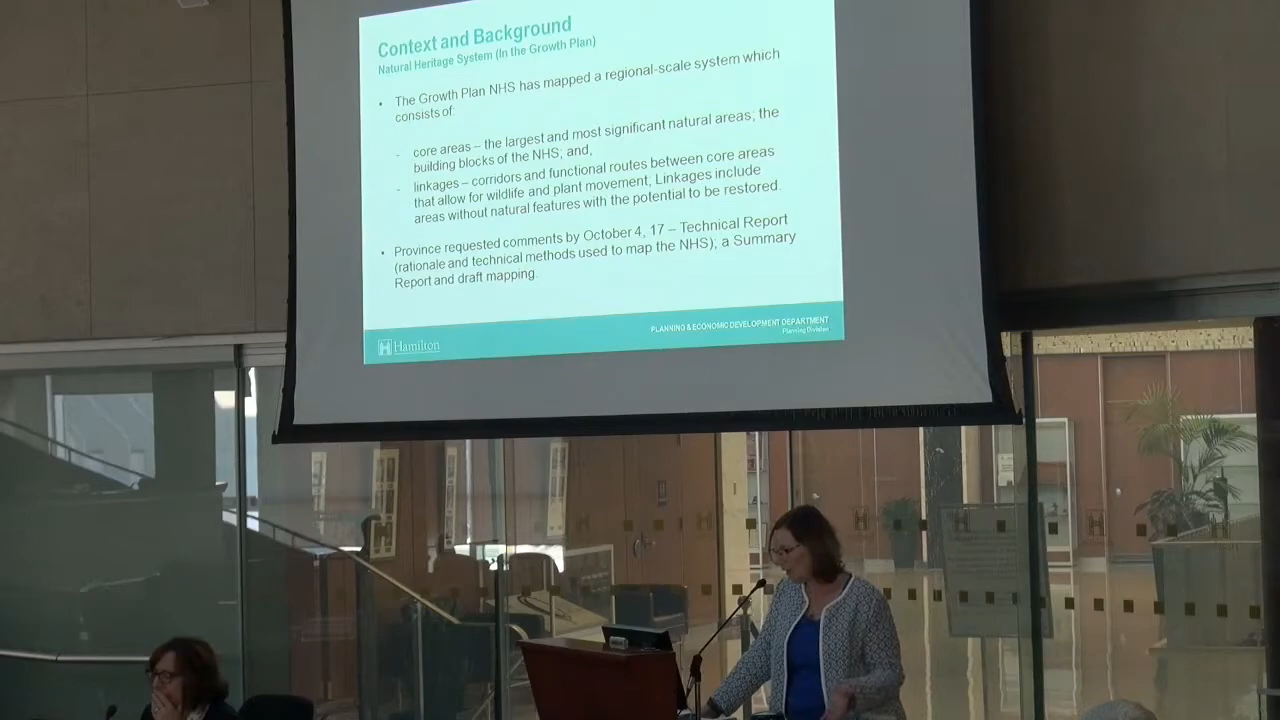 Context and Background
Natural Heritage System (In the Growth Plan)
• The Growth Plan NHS has mapped a regional-scale system which
consists of:
- core areas – the largest and most significant natural areas; the
building blocks of the NHS; and,
- linkages – corridors and functional routes between core areas
that allow for wildlife and plant movement; Linkages include
areas without natural features with the potential to be restored.
• Province requested comments by October 4, 17 – Technical Report
(rationale and technical methods used to map the NHS); a Summary
Report and draft mapping.
PLANNING & ECONOMIC DEVELOPMENT DEPARTMENT
Planning Division
Hamilton